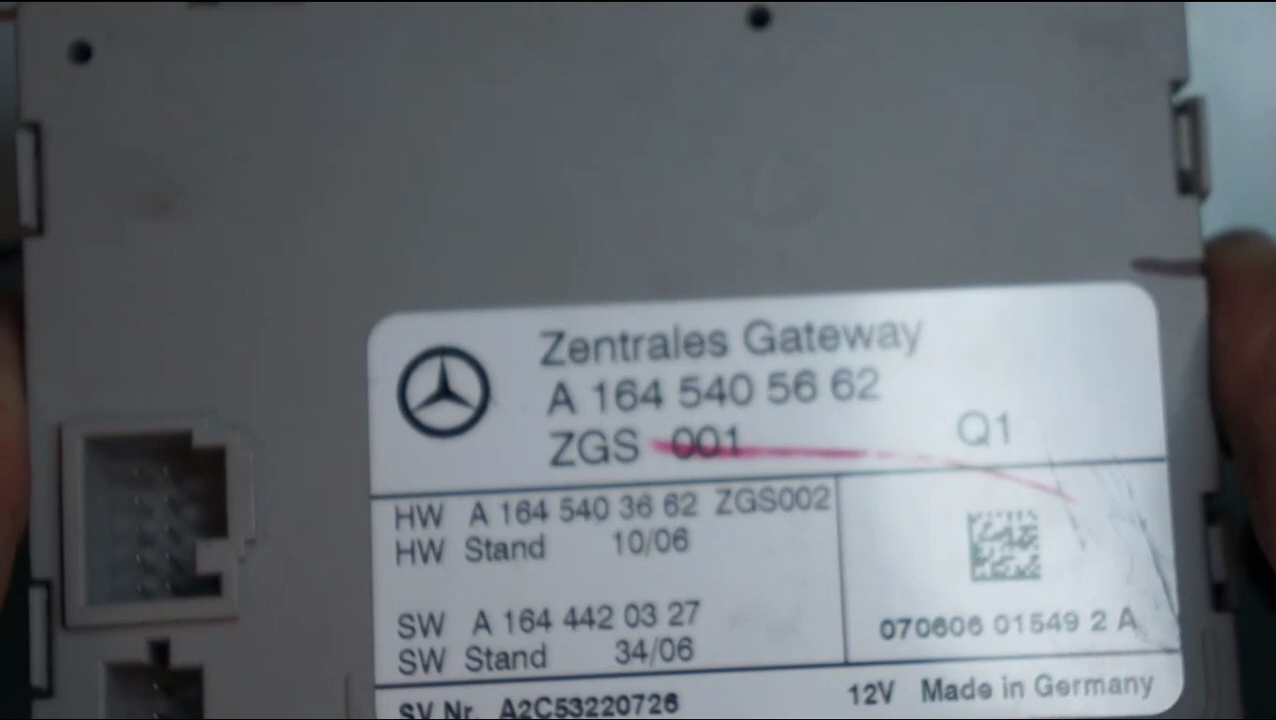 Zentrales Gateway
A 164 540 56 62
ZGS 001 Q1
HW A 164 540 36 62 ZGS002
HW Stand 10/06
SW A 164 442 03 27
SW Stand 34/06
070606 01549 2 A
SV Nr. A2C53220726 12V Made in Germany